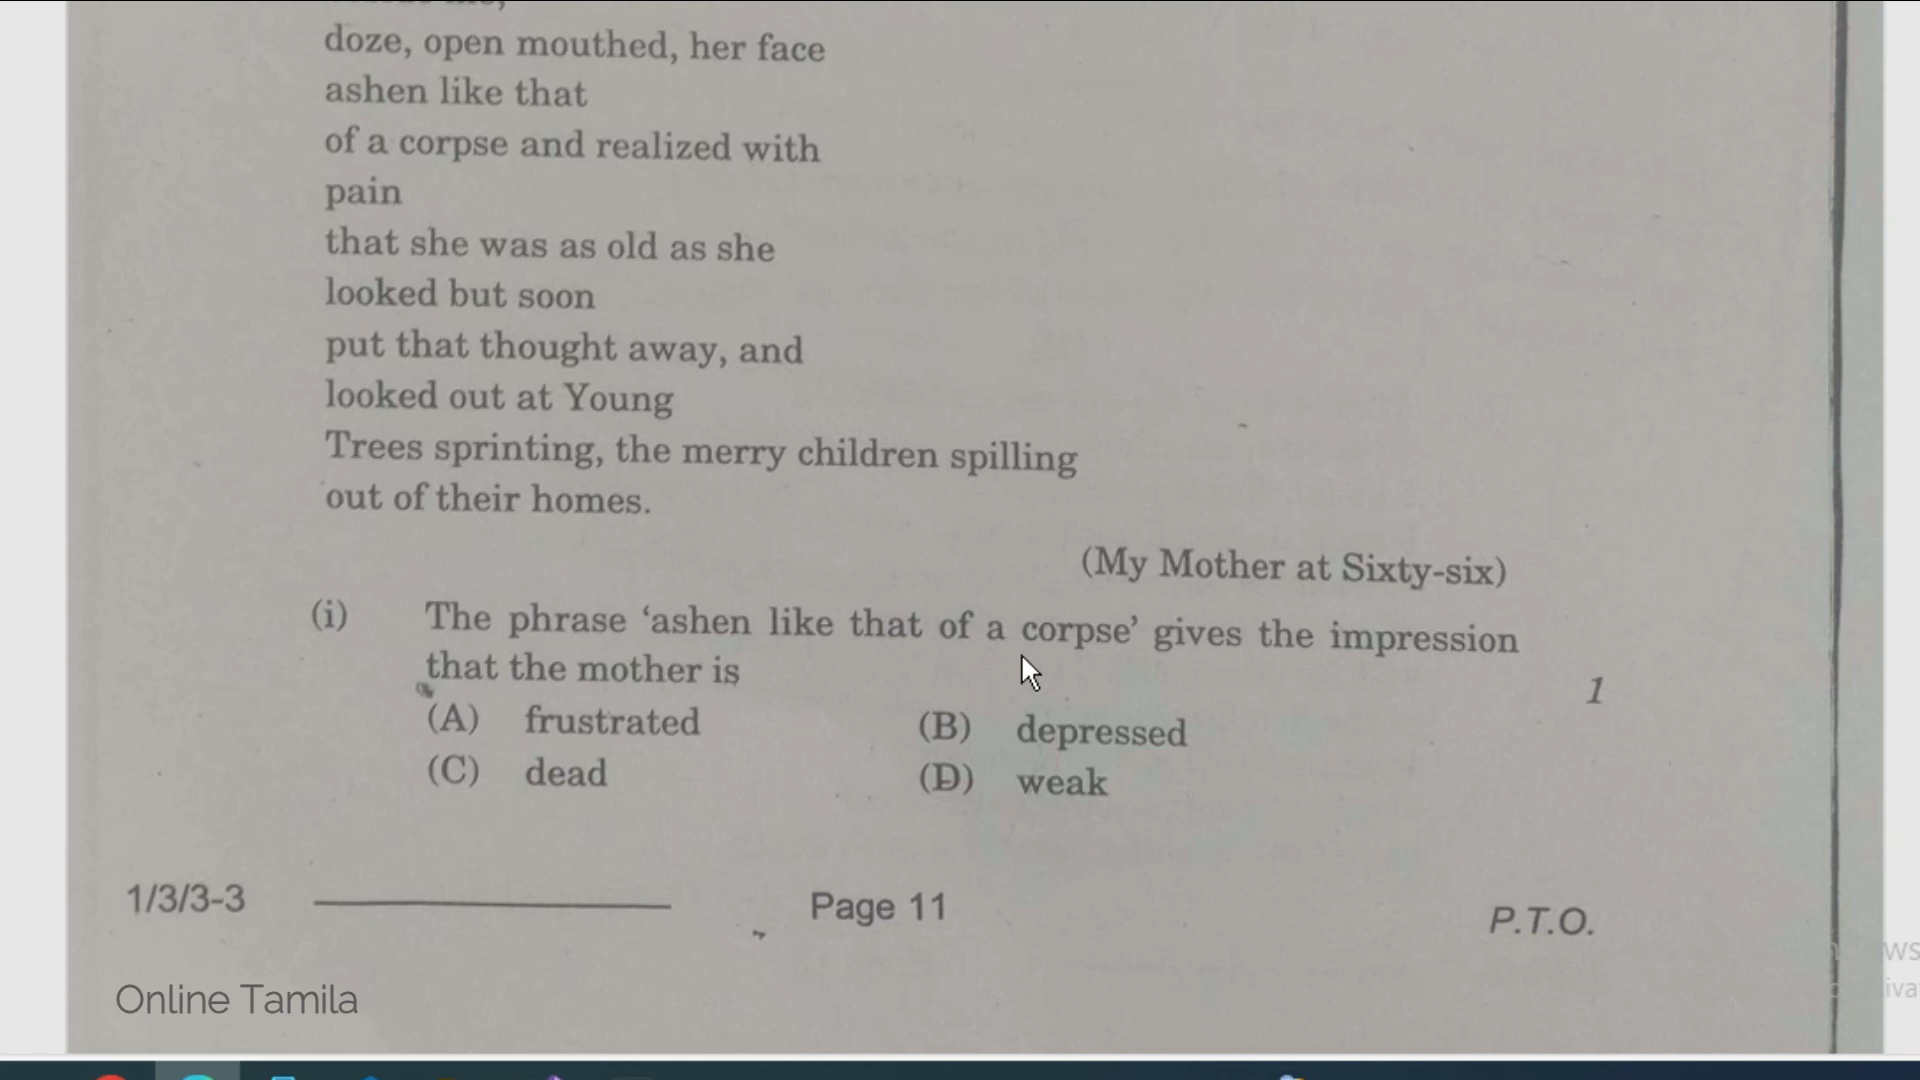 doze, open mouthed, her face
ashen like that
of a corpse and realized with
pain
that she was as old as she
looked but soon
put that thought away, and
looked out at Young
Trees sprinting, the merry children spilling
out of their homes.
(My Mother at Sixty-six)
(i) The phrase ‘ashen like that of a corpse’ gives the impression
that the mother is 1
(A) frustrated (B) depressed
(C) dead (D) weak
1/3/3-3 Page 11 P.T.O.
Online Tamila